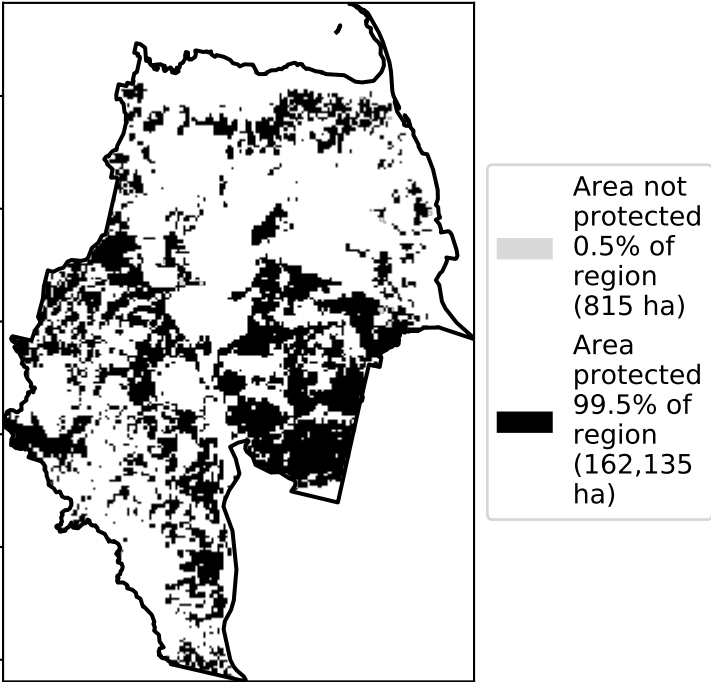 Area not
protected
0.5% of
region
(815 ha)
Area
protected
99.5% of
region
(162,135
ha)